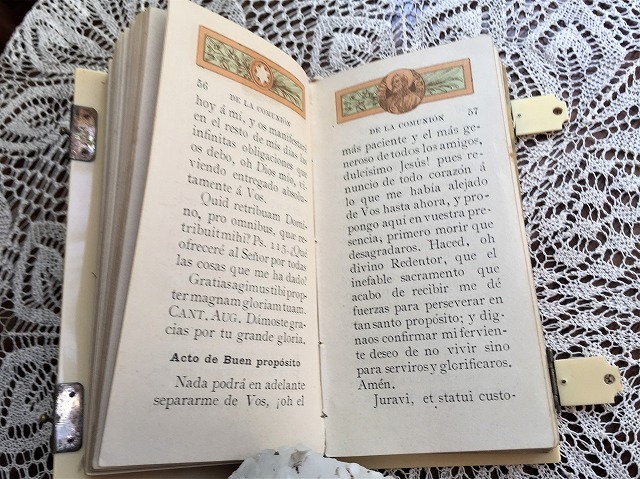 56
DE LA COMUNIÓN
hoy á mí, y os manifestaré
en el resto de mis días las
infinitas obligaciones que
os debo, oh Dios mío, vi-
viendo entregado absolu-
tamente á Vos.
Quid retribuam Domi-
no, pro omnibus, quæ re-
tribuit mihi? Ps. 115. ¿Qué
ofreceré al Señor por todas
las cosas que me ha dado?
Gratias agimus tibi prop-
ter magnam gloriam tuam.
CANT. AUG. Dámoste gra-
cias por tu grande gloria.
Acto de Buen propósito
Nada podrá en adelante
separarme de Vos, ¡oh el
DE LA COMUNIÓN
57
más paciente y el más ge-
neroso de todos los amigos,
dulcísimo Jesús! pues re-
nuncio de todo corazón á
lo que me había alejado
de Vos hasta ahora, y pro-
pongo aquí en vuestra pre-
sencia, primero morir que
desagradaros. Haced, oh
divino Redentor, que el
inefable sacramento que
acabo de recibir me dé
fuerzas para perseverar en
tan santo propósito; y dig-
naos confirmar mi fervien-
te deseo de no vivir sino
para serviros y glorificaros.
Amén.
Juravi, et statui custo-